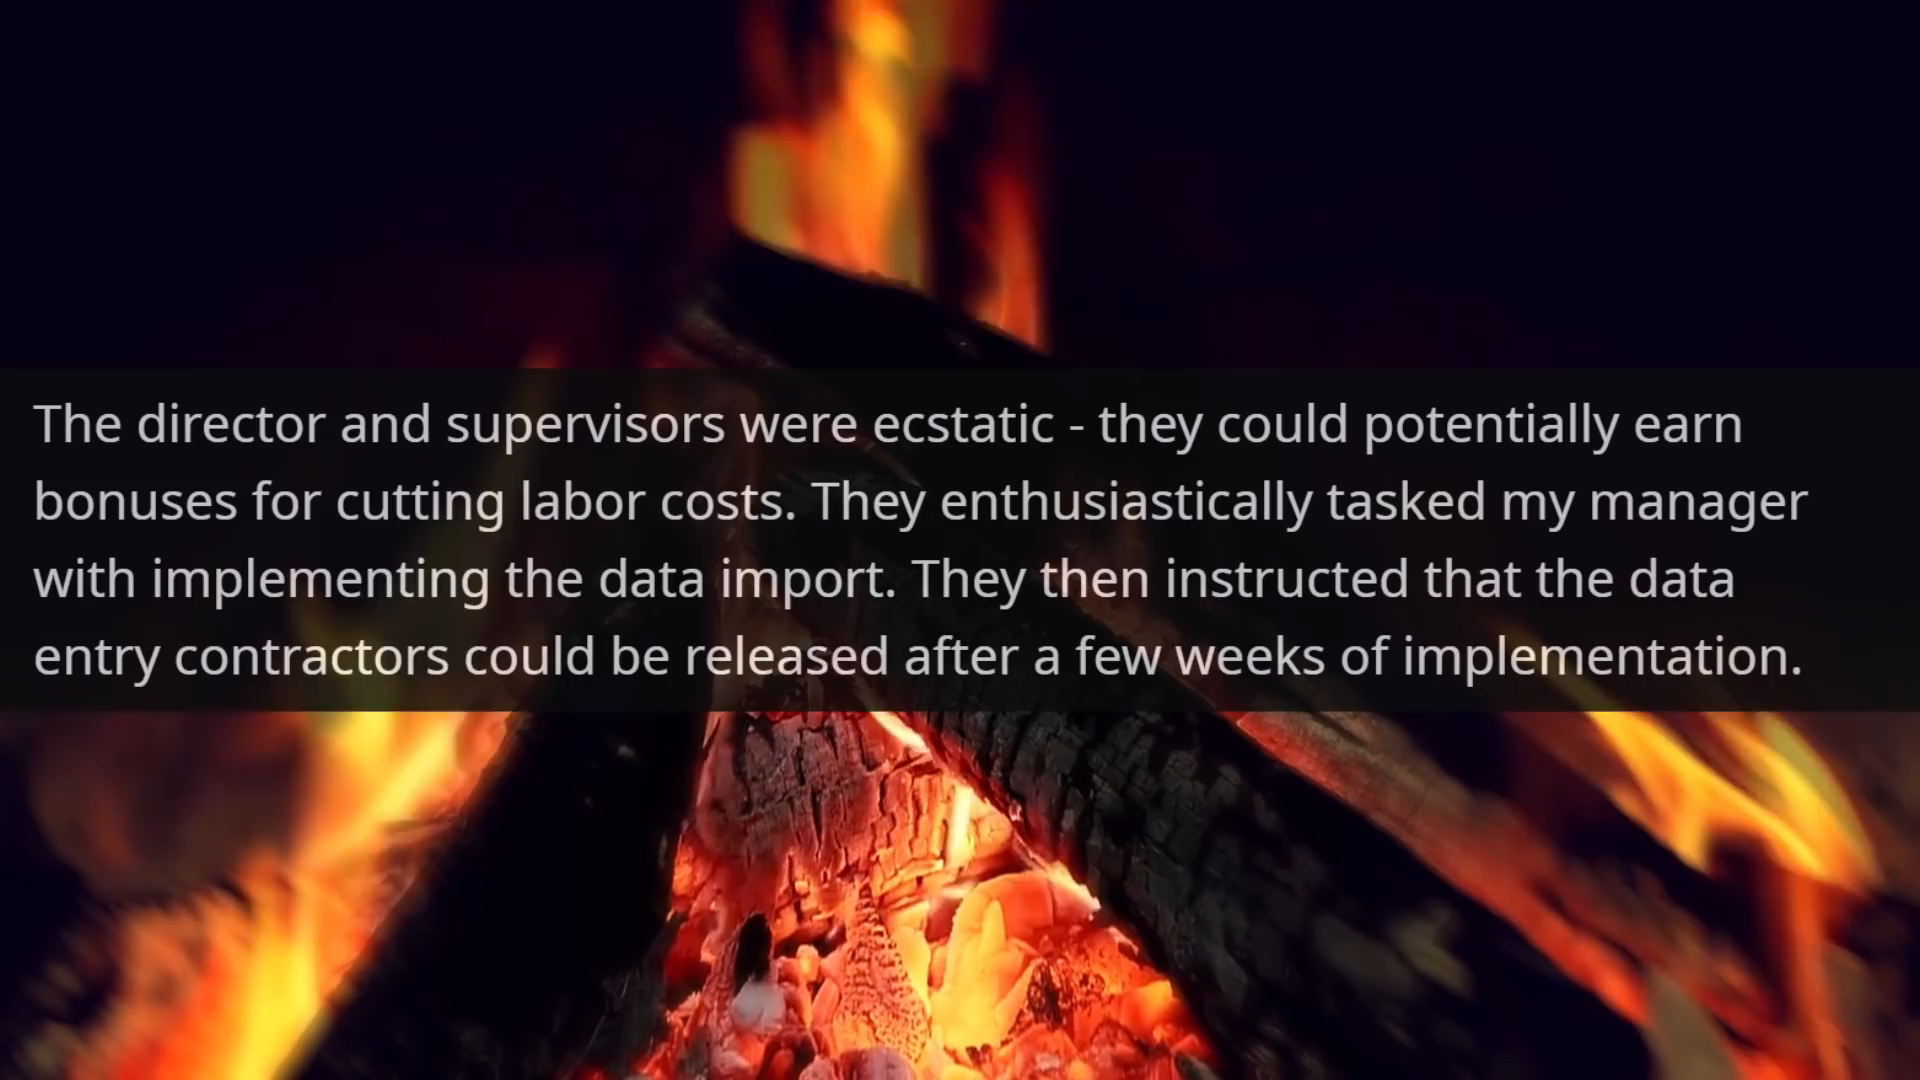 The director and supervisors were ecstatic - they could potentially earn
bonuses for cutting labor costs. They enthusiastically tasked my manager
with implementing the data import. They then instructed that the data
entry contractors could be released after a few weeks of implementation.